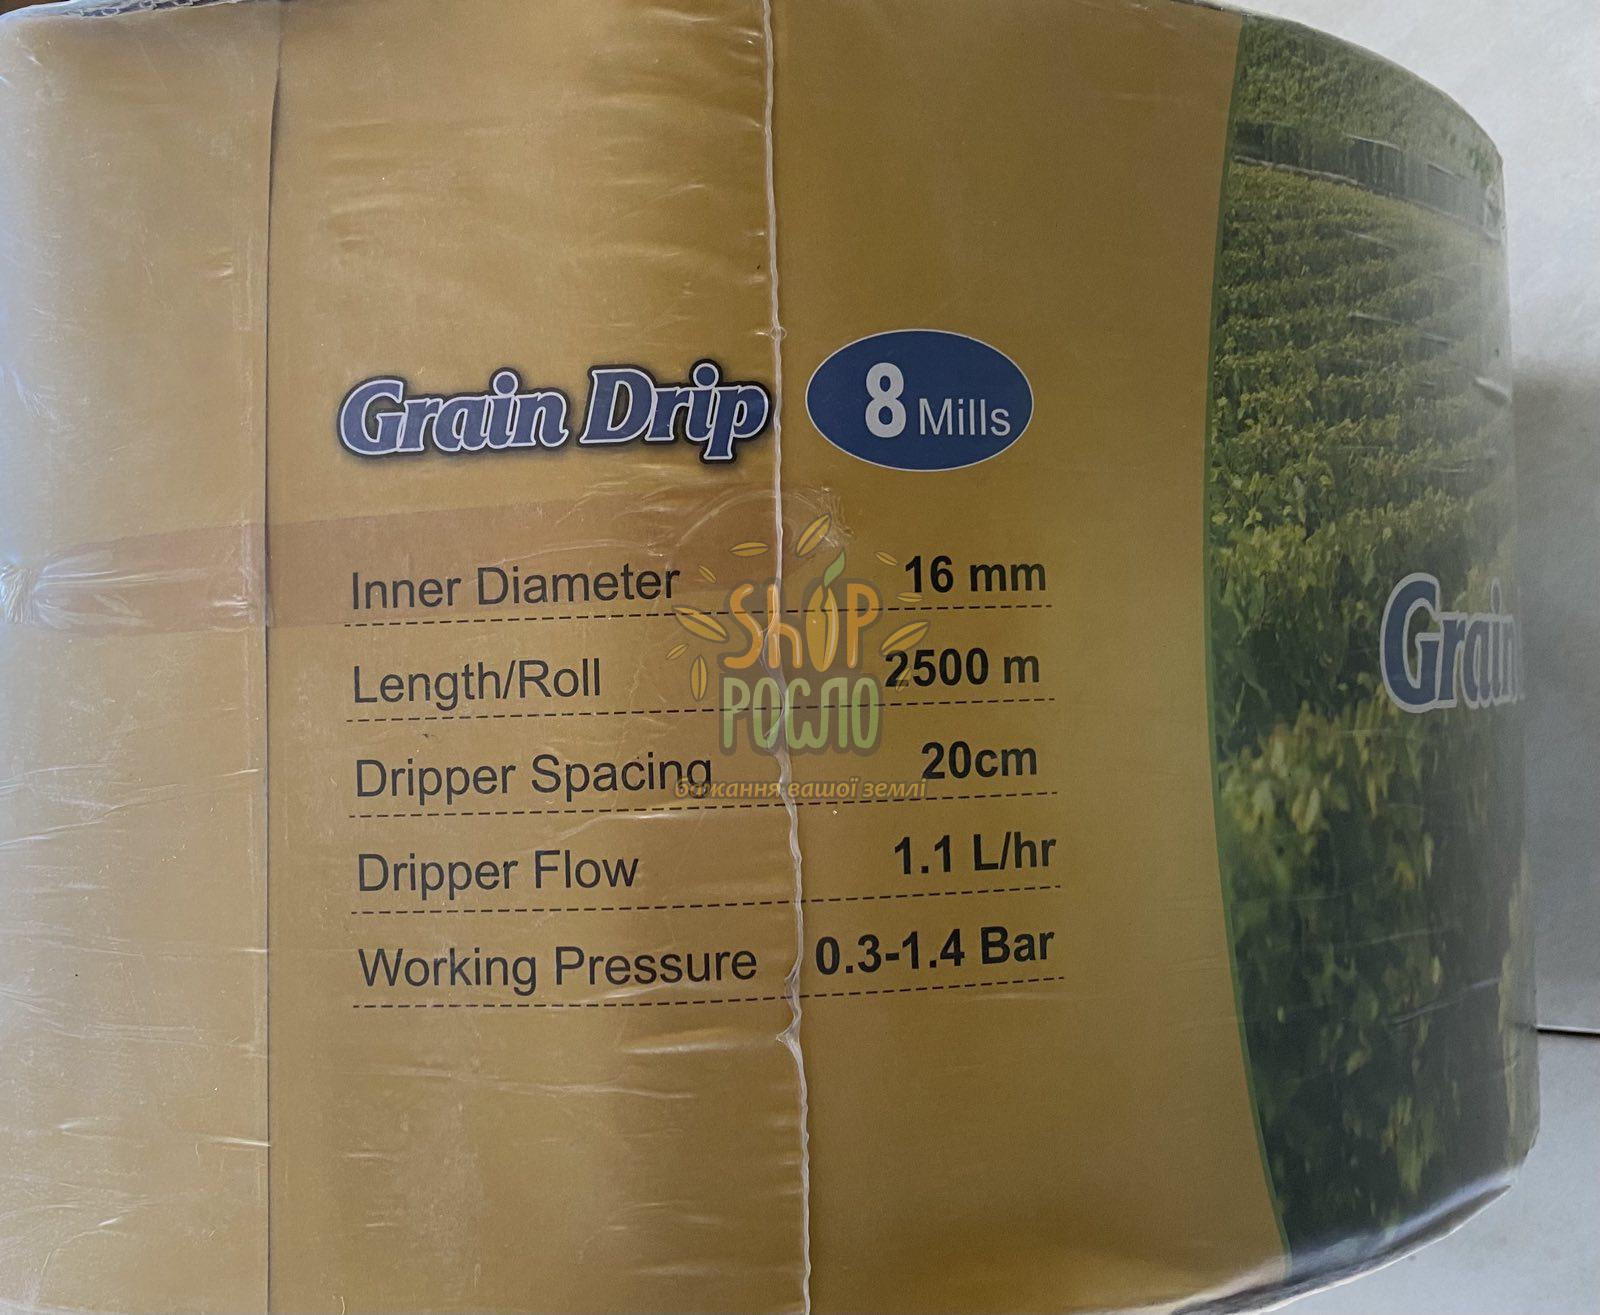 Grain Drip 8 Mills
Inner Diameter 16 mm
Length/Roll 2500 m
Dripper Spacing 20cm
Dripper Flow 1.1 L/hr
Working Pressure 0.3-1.4 Bar
Grain
SHOP
РОСЛО
бажання вашої землі